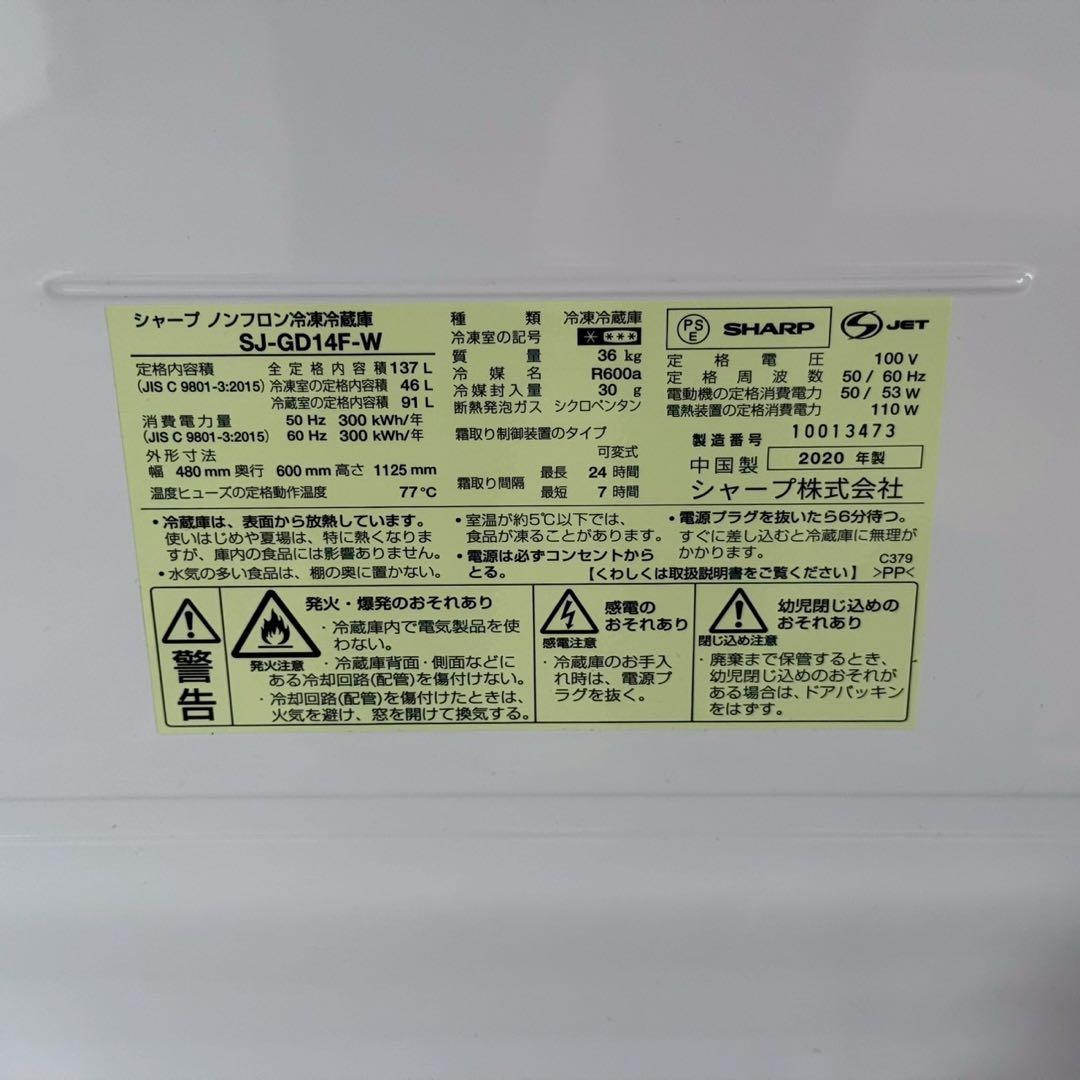 シャープ ノンフロン冷凍冷蔵庫
SJ-GD14F-W
定格内容積 全定格内容積 137 L
(JIS C 9801-3:2015) 冷凍室の定格内容積 46 L
冷蔵室の定格内容積 91 L
消費電力量 50 Hz 300 kWh/年
(JIS C 9801-3:2015) 60 Hz 300 kWh/年
外形寸法
幅 480 mm 奥行 600 mm 高さ 1125 mm
温度ヒューズの定格動作温度 77℃
種類 冷凍冷蔵庫
冷凍室の記号 * ***
質量 36 kg
冷媒名 R600a
冷媒封入量 30 g
断熱発泡ガス シクロペンタン
霜取り制御装置のタイプ
可変式
霜取り間隔 最長 24 時間
最短 7 時間
PS E SHARP JET
定格電圧 100 V
定格周波数 50 / 60 Hz
電動機の定格消費電力 50 / 53 W
電熱装置の定格消費電力 110 W
製造番号 10013473
中国製 2020 年製
シャープ株式会社
・冷蔵庫は、表面から放熱しています。
使いはじめや夏場は、特に熱くなりま
すが、庫内の食品には影響ありません。
・水気の多い食品は、棚の奥に置かない。
・室温が約5℃以下では、
食品が凍ることがあります。
・電源は必ずコンセントから
とる。
・電源プラグを抜いたら6分待つ。
すぐに差し込むと冷蔵庫に無理が
かかります。
C379
【くわしくは取扱説明書をご覧ください】 >PP<
警告
発火・爆発のおそれあり
発火注意
・冷蔵庫内で電気製品を使
わない。
・冷蔵庫背面・側面などに
ある冷却回路(配管)を傷付けない。
・冷却回路(配管)を傷付けたときは、
火気を避け、窓を開けて換気する。
感電の
おそれあり
感電注意
・冷蔵庫のお手入
れ時は、電源プ
ラグを抜く。
幼児閉じ込めの
おそれあり
閉じ込め注意
・廃棄まで保管するとき、
幼児閉じ込めのおそれが
ある場合は、ドアパッキン
をはずす。